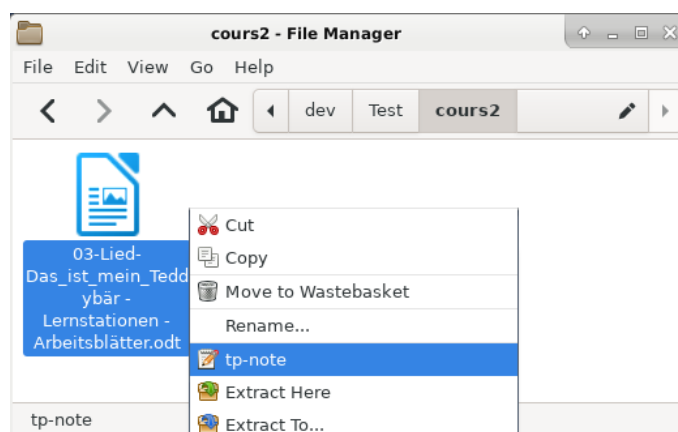 cours2 - File Manager
File Edit View Go Help
dev Test cours2
03-Lied-
Das_ist_mein_Tedd
ybär -
Lernstationen -
Arbeitsblätter.odt
Cut
Copy
Move to Wastebasket
Rename...
tp-note
Extract Here
Extract To...
tp-note